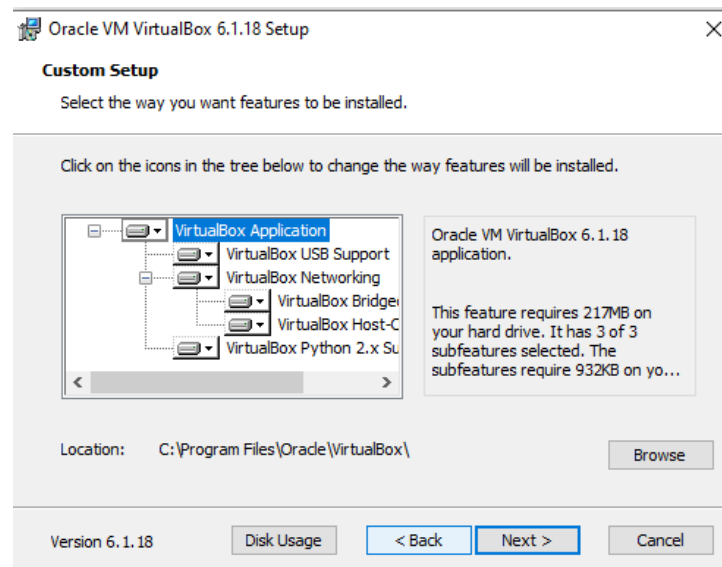 Oracle VM VirtualBox 6.1.18 Setup
Custom Setup
Select the way you want features to be installed.
Click on the icons in the tree below to change the way features will be installed.
VirtualBox Application
VirtualBox USB Support
VirtualBox Networking
VirtualBox Bridge
VirtualBox Host-C
VirtualBox Python 2.x Su
Oracle VM VirtualBox 6.1.18
application.
This feature requires 217MB on
your hard drive. It has 3 of 3
subfeatures selected. The
subfeatures require 932KB on yo...
Location: C:\Program Files\Oracle\VirtualBox\
Browse
Version 6.1.18
Disk Usage
< Back
Next >
Cancel